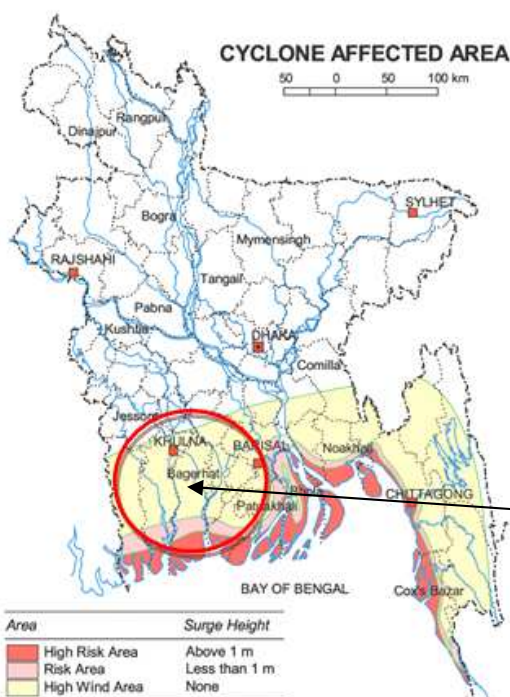 CYCLONE AFFECTED AREA
50 0 50 100 km
Rangpur
Dinajpur
SYLHET
Bogra
Mymensingh
RAJSHAHI
Tangail
Pabna
DHAKA
Kushtia
Comilla
Jessore
KHULNA
BARISAL
Noakhali
Bagerhat
Bhola
CHITTAGONG
Patuakhali
BAY OF BENGAL
Cox's Bazar
Area Surge Height
High Risk Area Above 1 m
Risk Area Less than 1 m
High Wind Area None